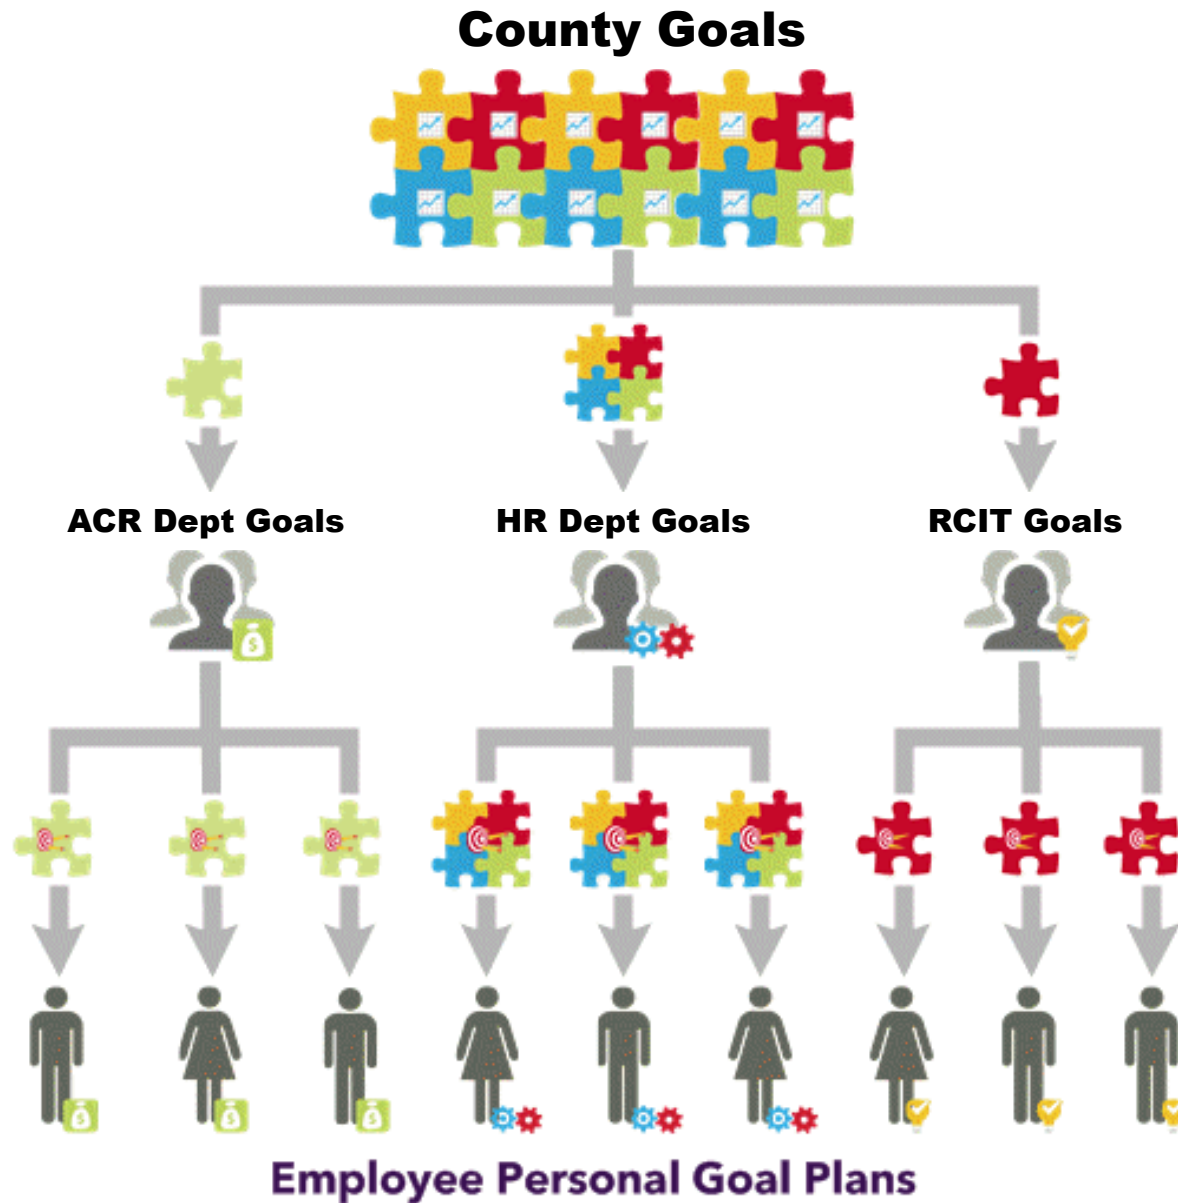 County Goals
ACR Dept Goals
HR Dept Goals
RCIT Goals
Employee Personal Goal Plans